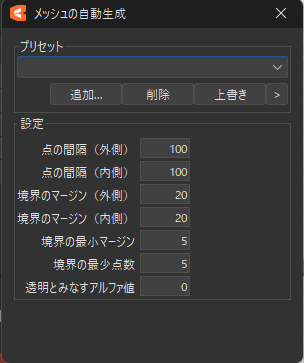 メッシュの自動生成
プリセット
追加... 削除 上書き >
設定
点の間隔（外側） 100
点の間隔（内側） 100
境界のマージン（外側） 20
境界のマージン（内側） 20
境界の最小マージン 5
境界の最少点数 5
透明とみなすアルファ値 0